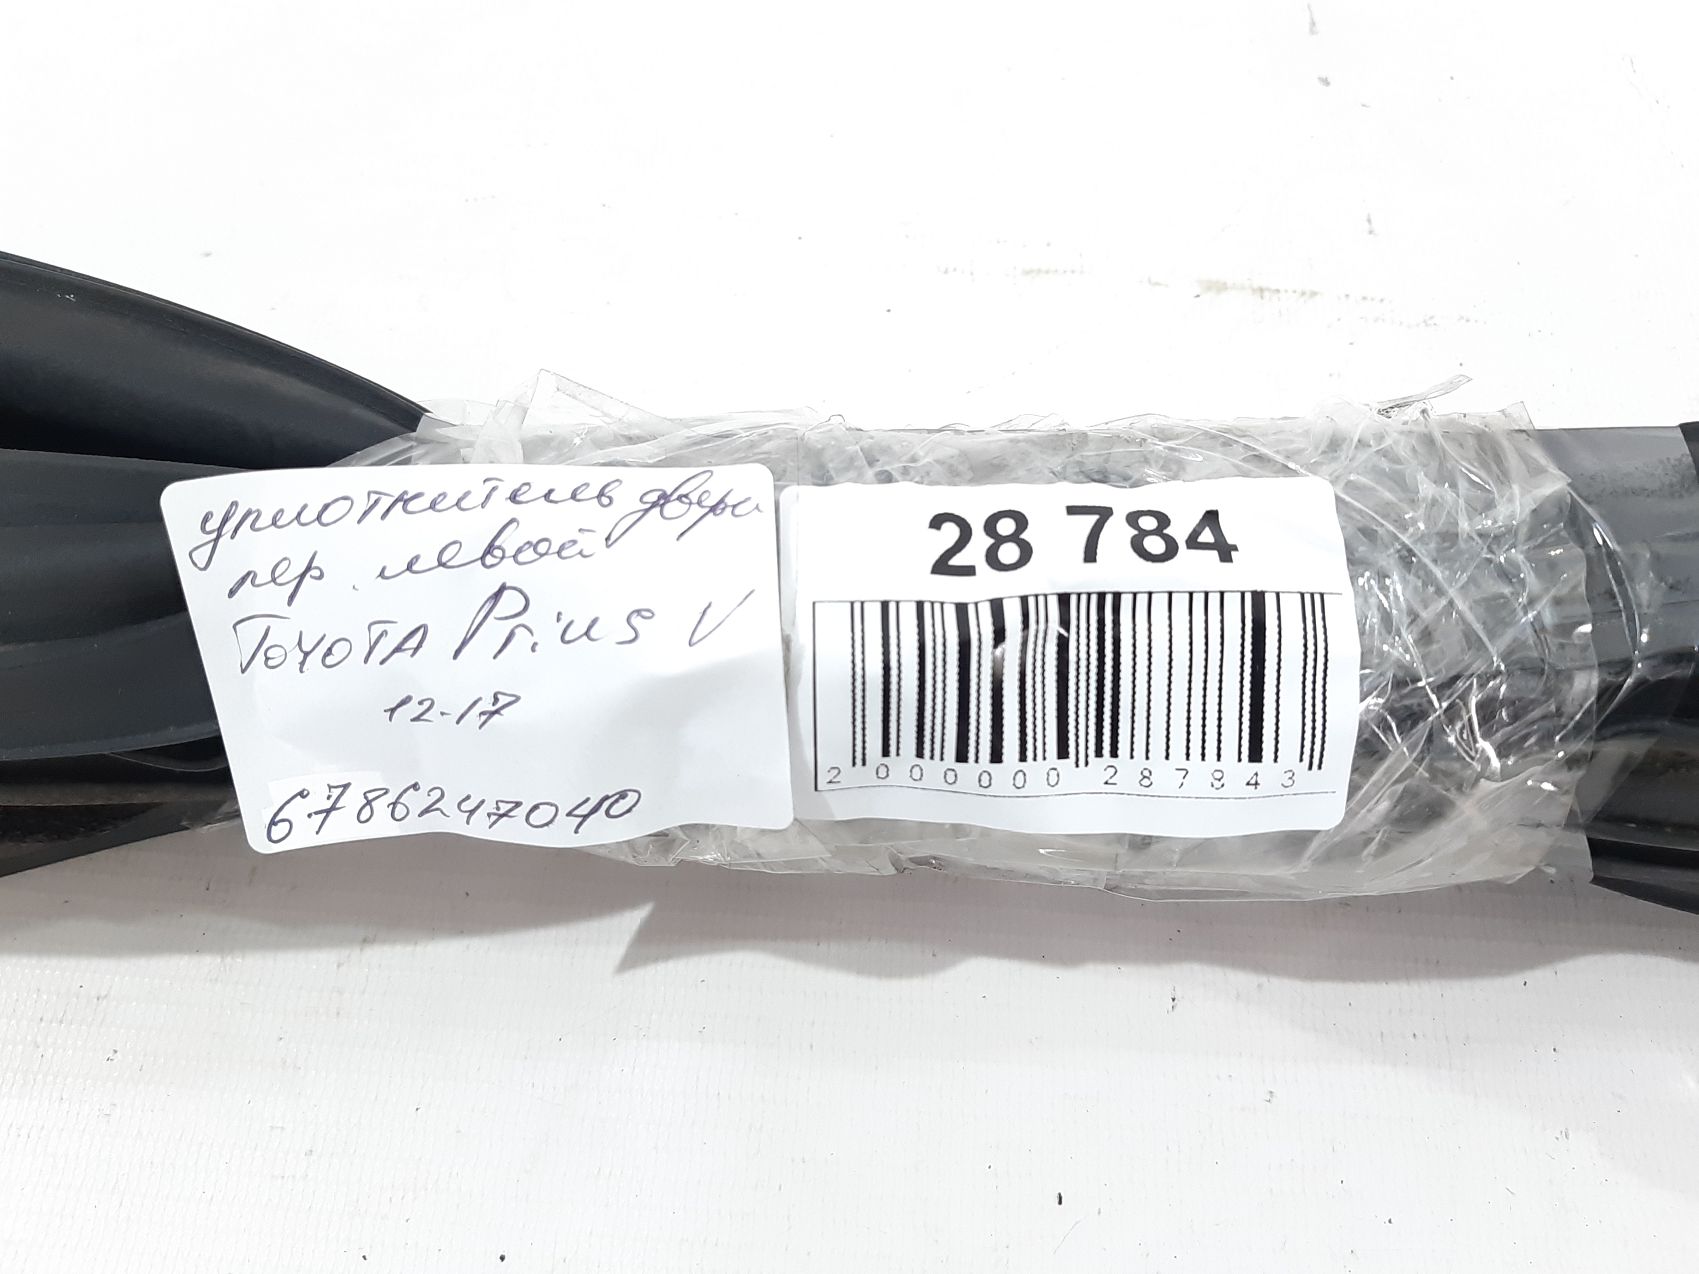 уплотнитель двери
пер. левой
TOYOTA Prius V
12-17
6786247040
28 784
2 000000 287843